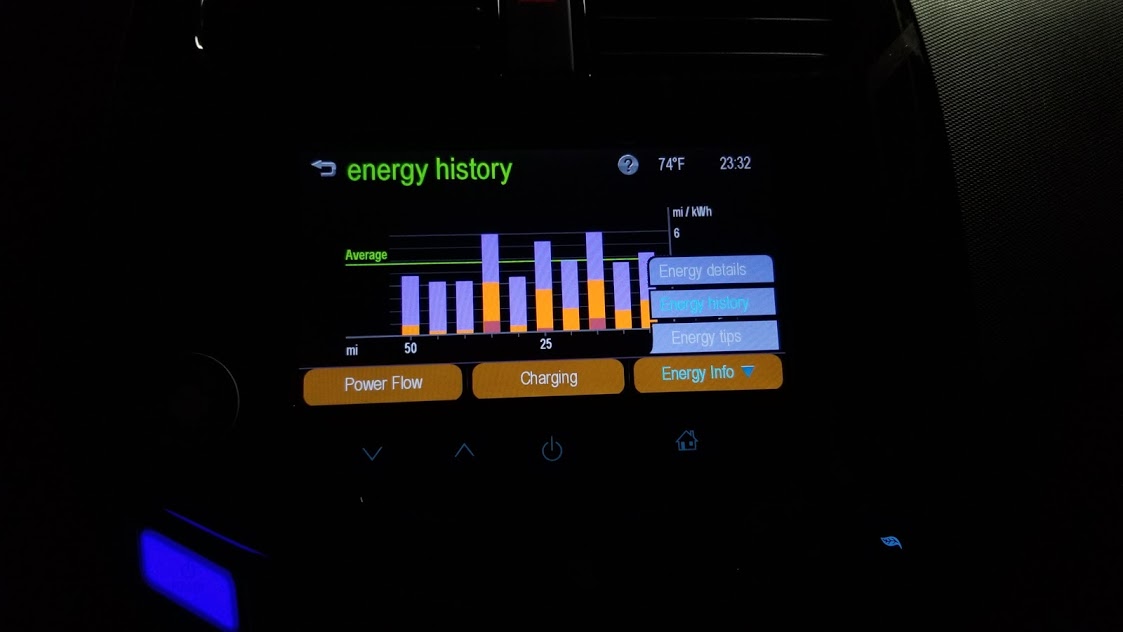 energy history
?
74°F
23:32
mi / kWh
6
Average
Energy details
Energy history
Energy tips
mi
50
25
Power Flow
Charging
Energy Info